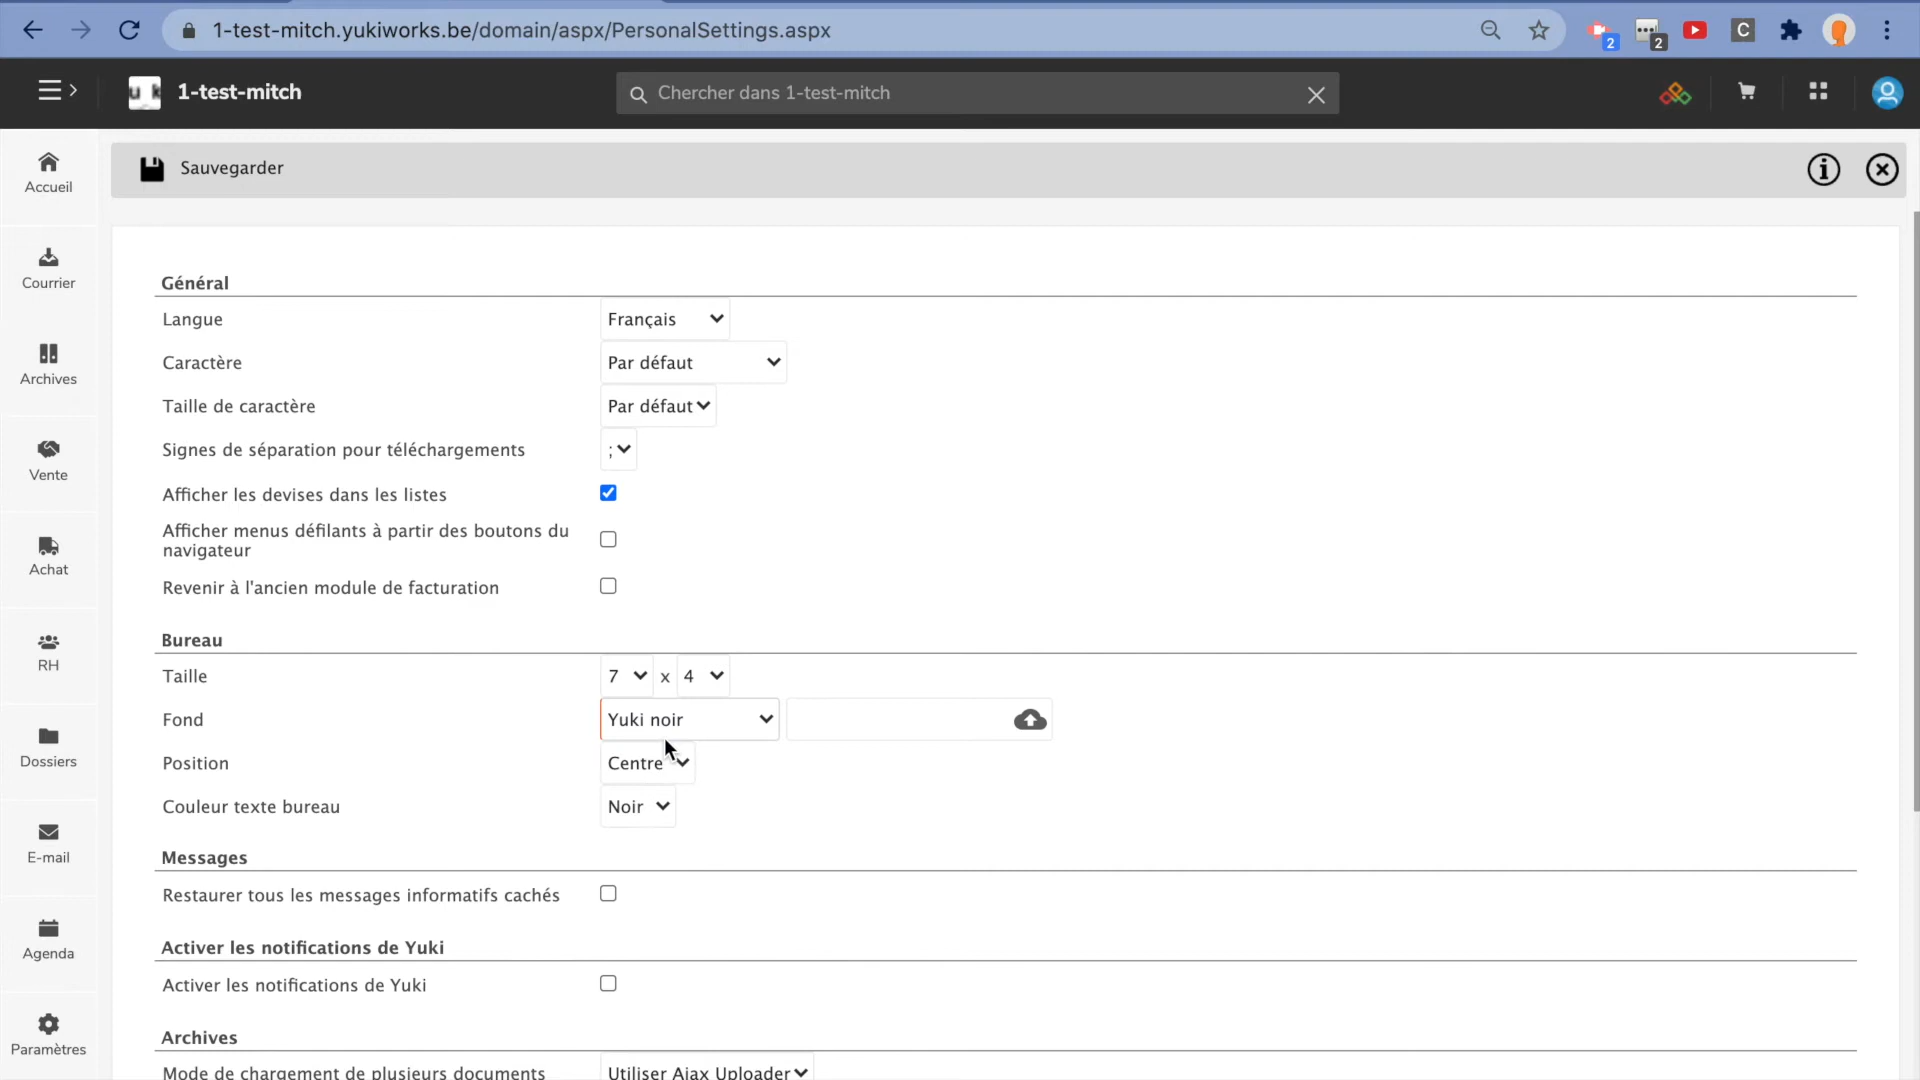 1-test-mitch.yukiworks.be/domain/aspx/PersonalSettings.aspx
C
2
2
1-test-mitch
Chercher dans 1-test-mitch
Sauvegarder
Accueil
Courrier
Archives
Vente
Achat
RH
Dossiers
E-mail
Agenda
Paramètres
Général
Langue Français
Caractère Par défaut
Taille de caractère Par défaut
Signes de séparation pour téléchargements ;
Afficher les devises dans les listes
Afficher menus défilants à partir des boutons du
navigateur
Revenir à l'ancien module de facturation
Bureau
Taille 7 x 4
Fond Yuki noir
Position Centre
Couleur texte bureau Noir
Messages
Restaurer tous les messages informatifs cachés
Activer les notifications de Yuki
Activer les notifications de Yuki
Archives
Mode de chargement de plusieurs documents Utiliser Ajax Uploader